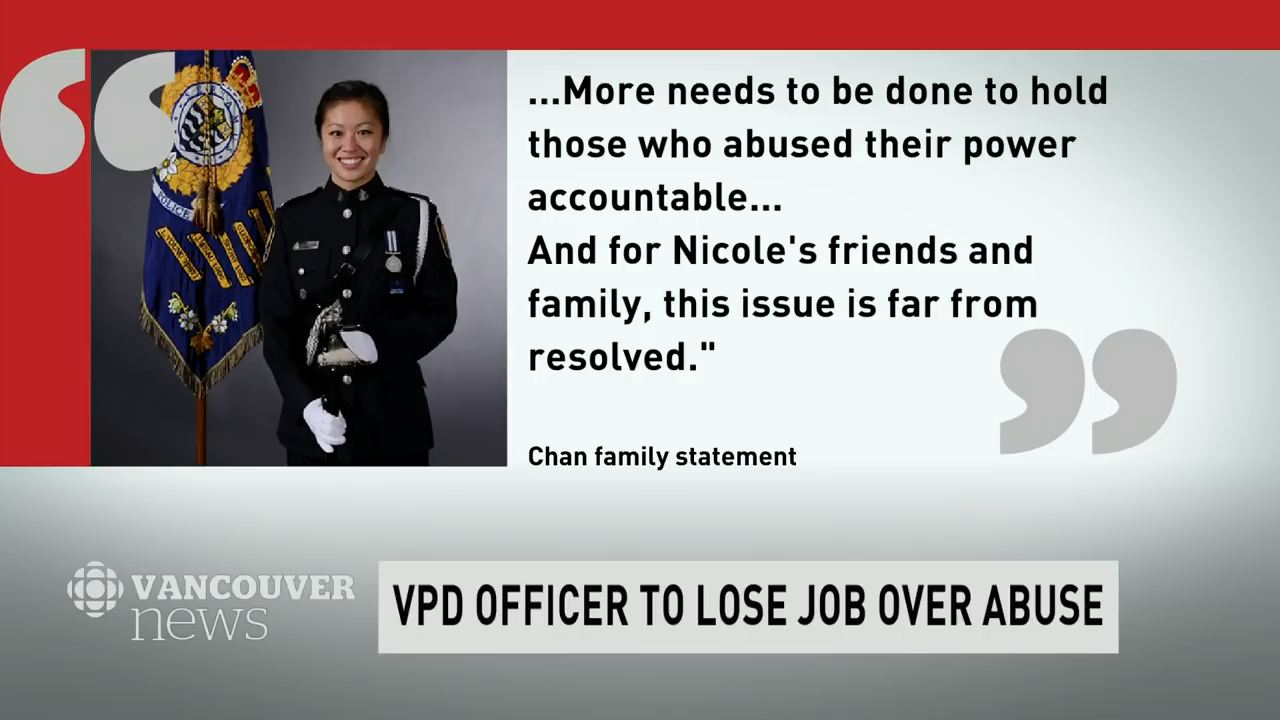 ...More needs to be done to hold
those who abused their power
accountable...
And for Nicole's friends and
family, this issue is far from
resolved."
Chan family statement
VANCOUVER
news
VPD OFFICER TO LOSE JOB OVER ABUSE
POLICE